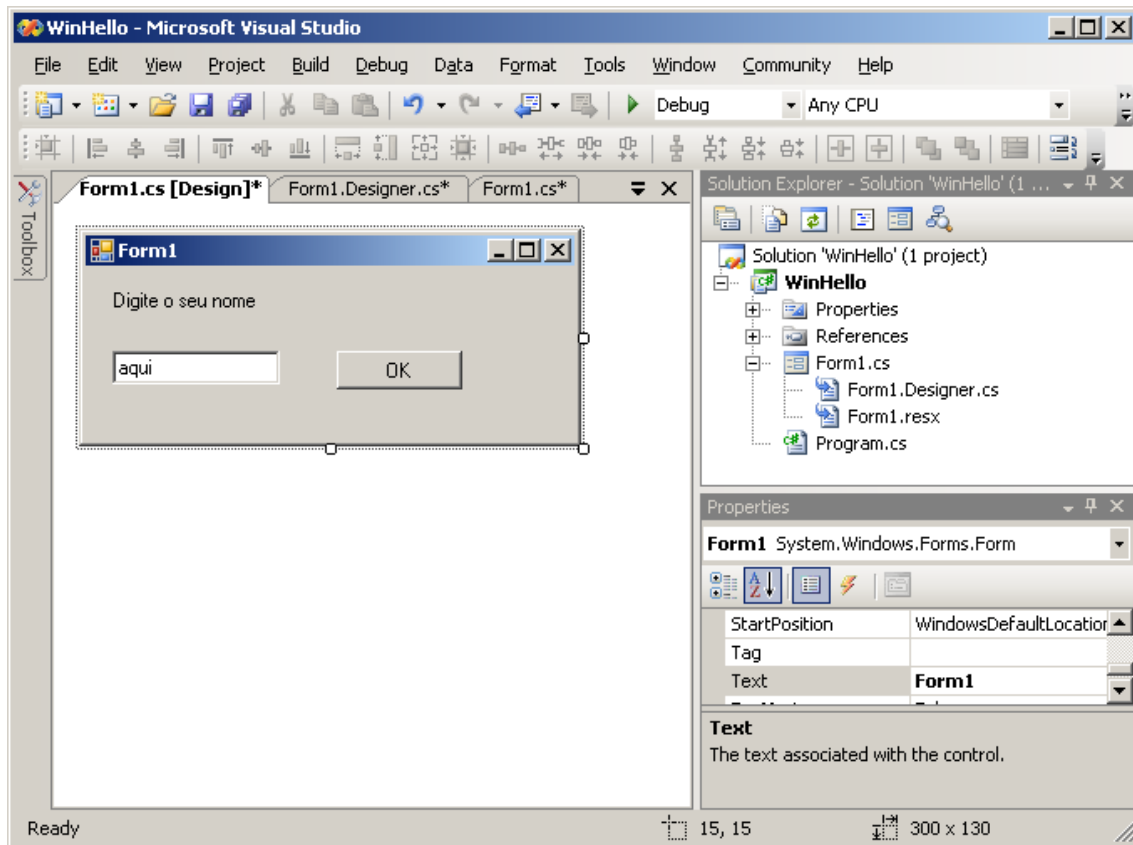 WinHello - Microsoft Visual Studio
File Edit View Project Build Debug Data Format Tools Window Community Help
Debug Any CPU
Toolbox
Form1.cs [Design]* Form1.Designer.cs* Form1.cs*
Form1
Digite o seu nome
aqui OK
Solution Explorer - Solution 'WinHello' (1 ...
Solution 'WinHello' (1 project)
WinHello
Properties
References
Form1.cs
Form1.Designer.cs
Form1.resx
Program.cs
Properties
Form1 System.Windows.Forms.Form
StartPosition WindowsDefaultLocation
Tag
Text Form1
Text
The text associated with the control.
Ready 15, 15 300 x 130